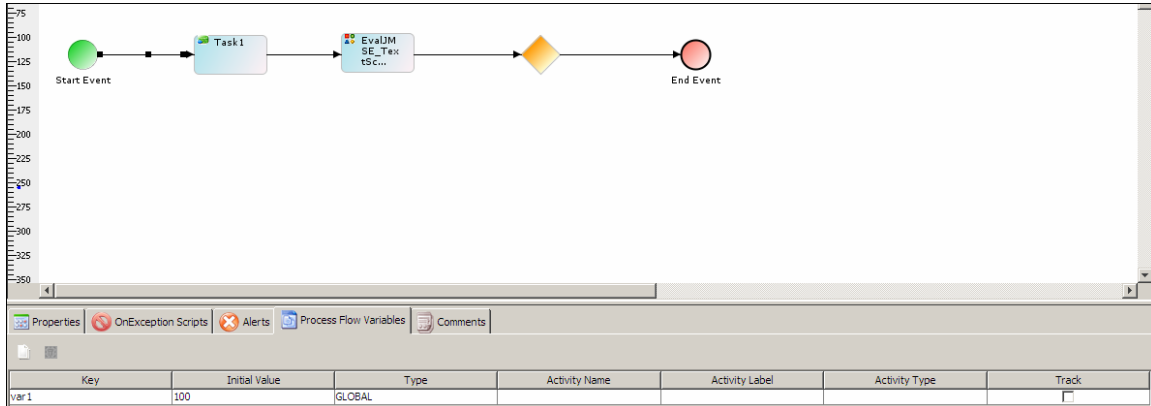 75
100
125
150
175
200
225
250
275
300
325
350
Task1
EvalJM
SE_Tex
tSc...
Start Event
End Event
Properties OnException Scripts Alerts Process Flow Variables Comments
Key Initial Value Type Activity Name Activity Label Activity Type Track
var1 100 GLOBAL